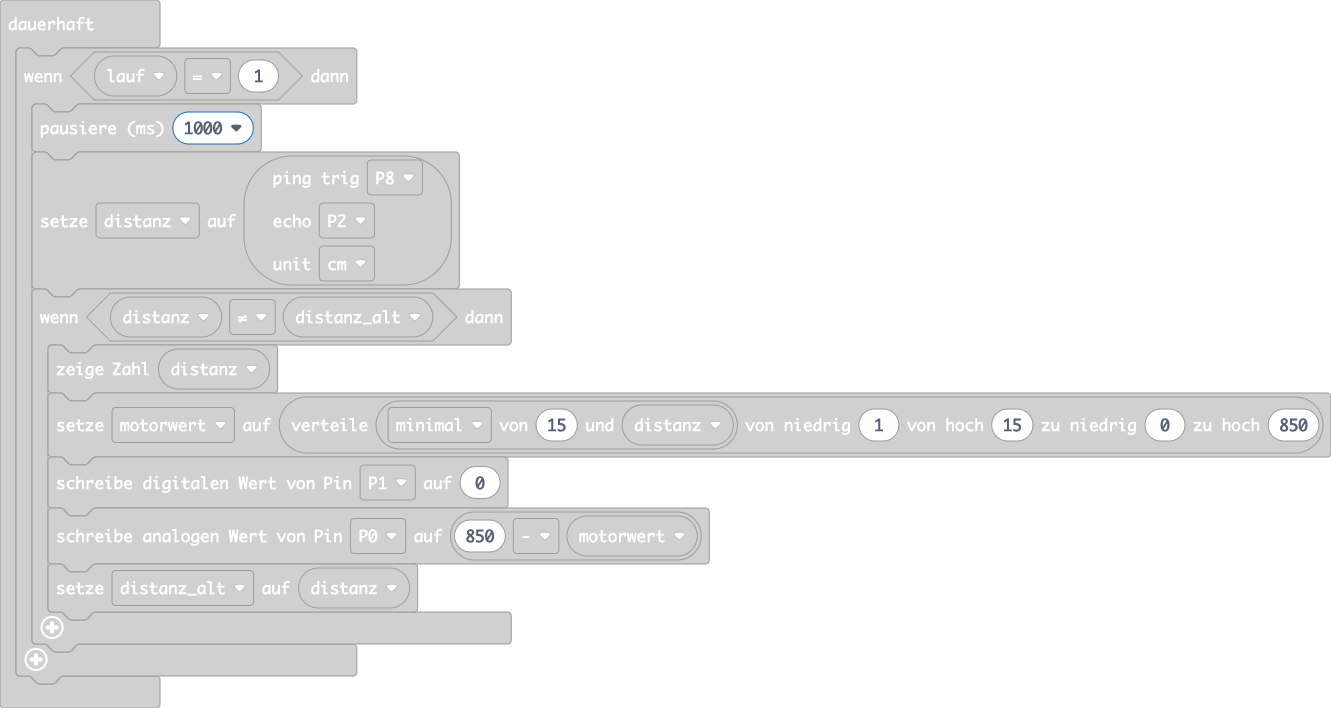 dauerhaft
wenn lauf = 1 dann
pausiere (ms) 1000
ping trig P8
setze distanz auf echo P2
unit cm
wenn distanz ≠ distanz_alt dann
zeige Zahl distanz
setze motorwert auf verteile minimal von 15 und distanz von niedrig 1 von hoch 15 zu niedrig 0 zu hoch 850
schreibe digitalen Wert von Pin P1 auf 0
schreibe analogen Wert von Pin P0 auf 850 - motorwert
setze distanz_alt auf distanz